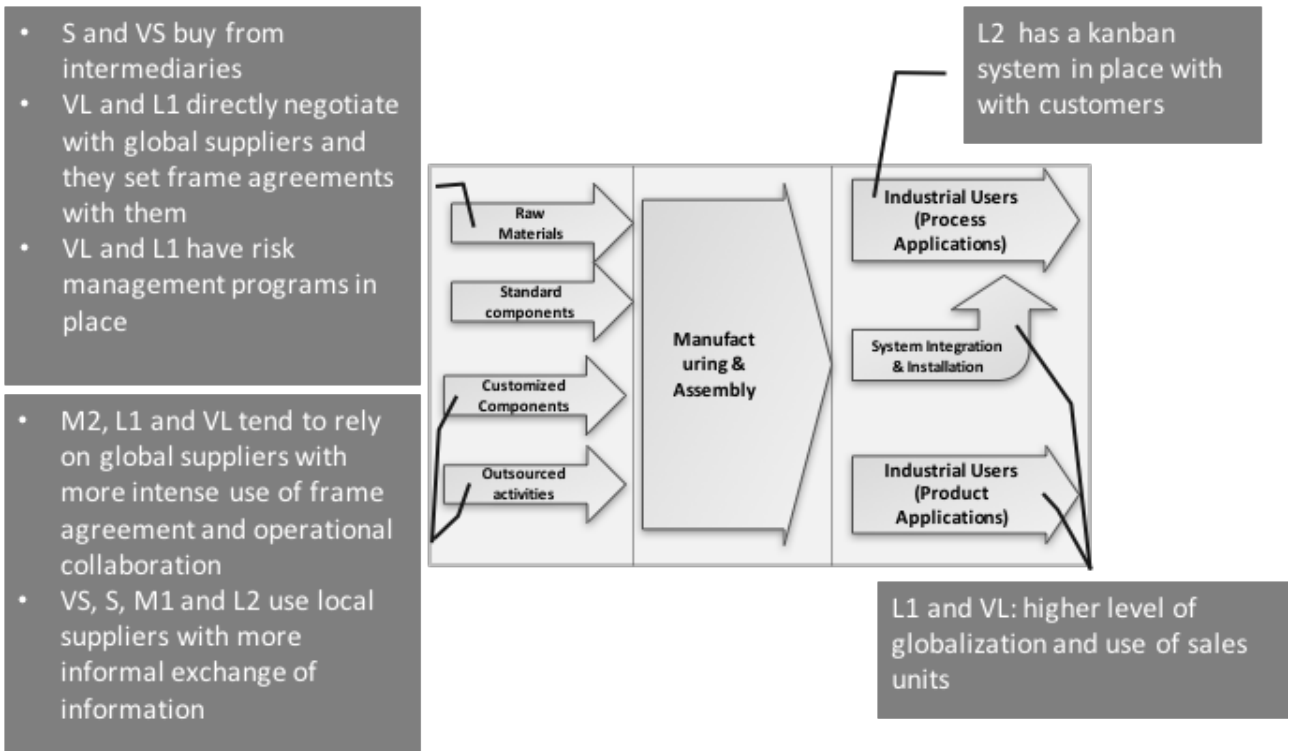 • S and VS buy from
intermediaries
• VL and L1 directly negotiate
with global suppliers and
they set frame agreements
with them
• VL and L1 have risk
management programs in
place
• M2, L1 and VL tend to rely
on global suppliers with
more intense use of frame
agreement and operational
collaboration
• VS, S, M1 and L2 use local
suppliers with more
informal exchange of
information
Raw
Materials
Standard
components
Customized
Components
Outsourced
activities
Manufact
uring &
Assembly
L2 has a kanban
system in place with
with customers
Industrial Users
(Process
Applications)
System Integration
& Installation
Industrial Users
(Product
Applications)
L1 and VL: higher level of
globalization and use of sales
units